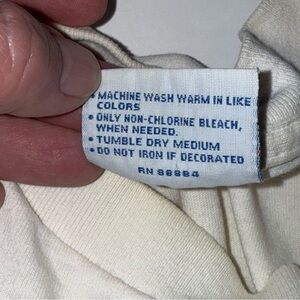 • MACHINE WASH WARM IN LIKE
COLORS
• ONLY NON-CHLORINE BLEACH,
WHEN NEEDED.
• TUMBLE DRY MEDIUM
• DO NOT IRON IF DECORATED
RN